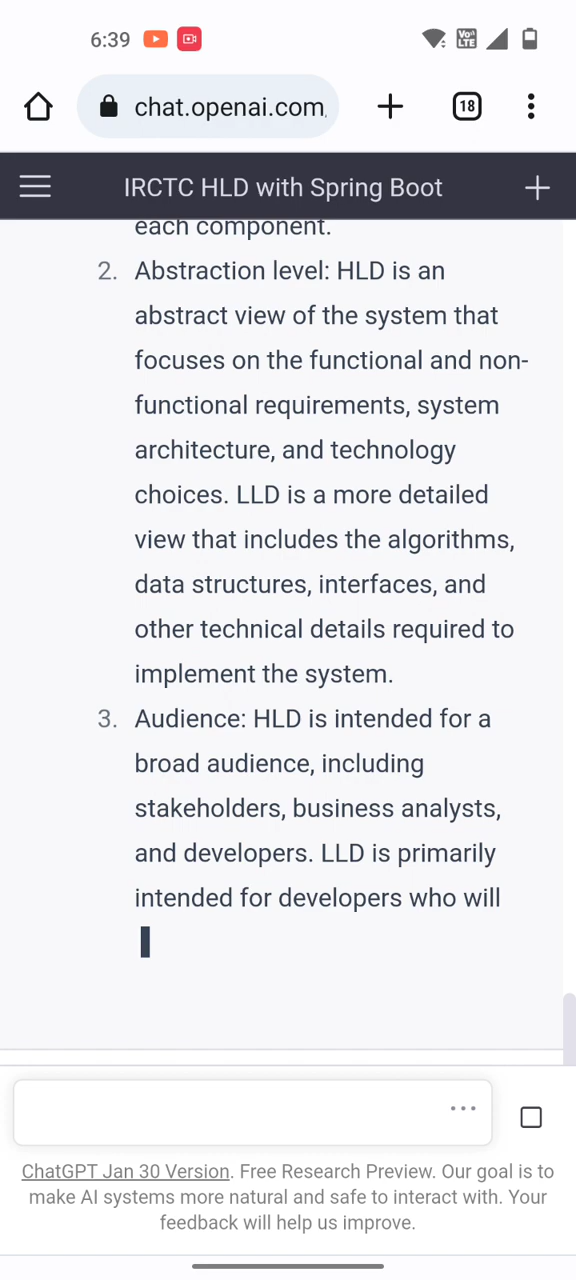 6:39
Vo
LTE
chat.openai.com
18
IRCTC HLD with Spring Boot
each component.
2. Abstraction level: HLD is an
abstract view of the system that
focuses on the functional and non-
functional requirements, system
architecture, and technology
choices. LLD is a more detailed
view that includes the algorithms,
data structures, interfaces, and
other technical details required to
implement the system.
3. Audience: HLD is intended for a
broad audience, including
stakeholders, business analysts,
and developers. LLD is primarily
intended for developers who will
ChatGPT Jan 30 Version. Free Research Preview. Our goal is to
make AI systems more natural and safe to interact with. Your
feedback will help us improve.